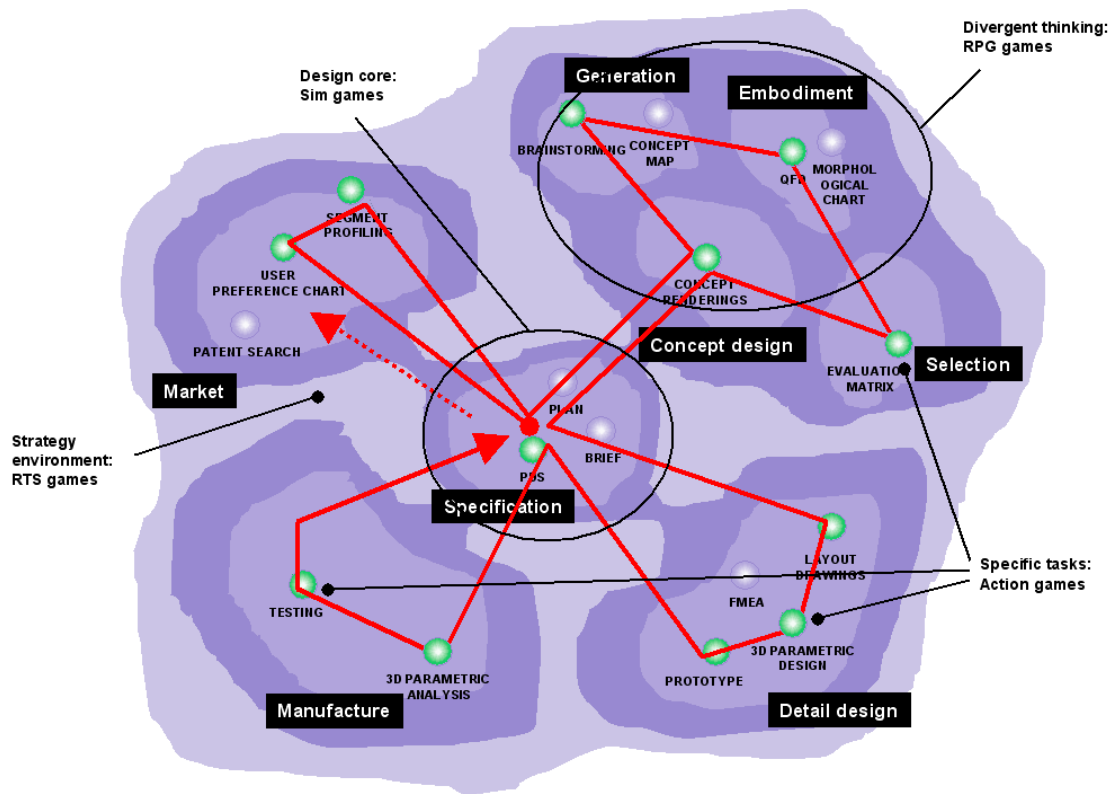 Divergent thinking:
RPG games
Design core:
Sim games
Generation
Embodiment
BRAINSTORMING
CONCEPT
MAP
QFD
MORPHOL
OGICAL
CHART
SEGMENT
PROFILING
USER
PREFERENCE CHART
CONCEPT
RENDERINGS
PATENT SEARCH
Concept design
EVALUATION
MATRIX
Selection
Market
PLAN
BRIEF
PDS
Specification
Strategy
environment:
RTS games
LAYOUT
DRAWINGS
Specific tasks:
Action games
TESTING
FMEA
3D PARAMETRIC
DESIGN
3D PARAMETRIC
ANALYSIS
PROTOTYPE
Manufacture
Detail design